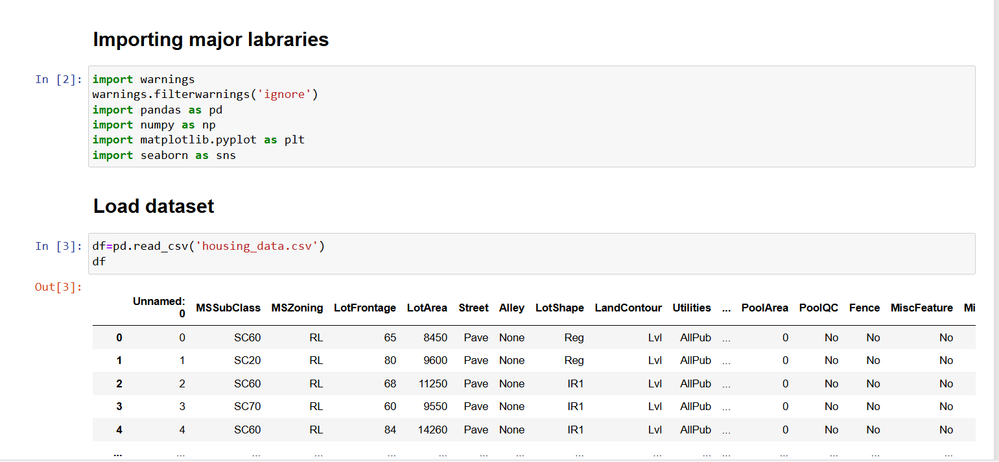 Importing major labraries
In [2]: import warnings
warnings.filterwarnings('ignore')
import pandas as pd
import numpy as np
import matplotlib.pyplot as plt
import seaborn as sns
Load dataset
In [3]: df=pd.read_csv('housing_data.csv')
df
Out[3]:
Unnamed: 0 MSSubClass MSZoning LotFrontage LotArea Street Alley LotShape LandContour Utilities ... PoolArea PoolQC Fence MiscFeature Mi
0 0 SC60 RL 65 8450 Pave None Reg Lvl AllPub ... 0 No No No
1 1 SC20 RL 80 9600 Pave None Reg Lvl AllPub ... 0 No No No
2 2 SC60 RL 68 11250 Pave None IR1 Lvl AllPub ... 0 No No No
3 3 SC70 RL 60 9550 Pave None IR1 Lvl AllPub ... 0 No No No
4 4 SC60 RL 84 14260 Pave None IR1 Lvl AllPub ... 0 No No No
... ... ... ... ... ... ... ... ... ... ... ... ... ... ... ...